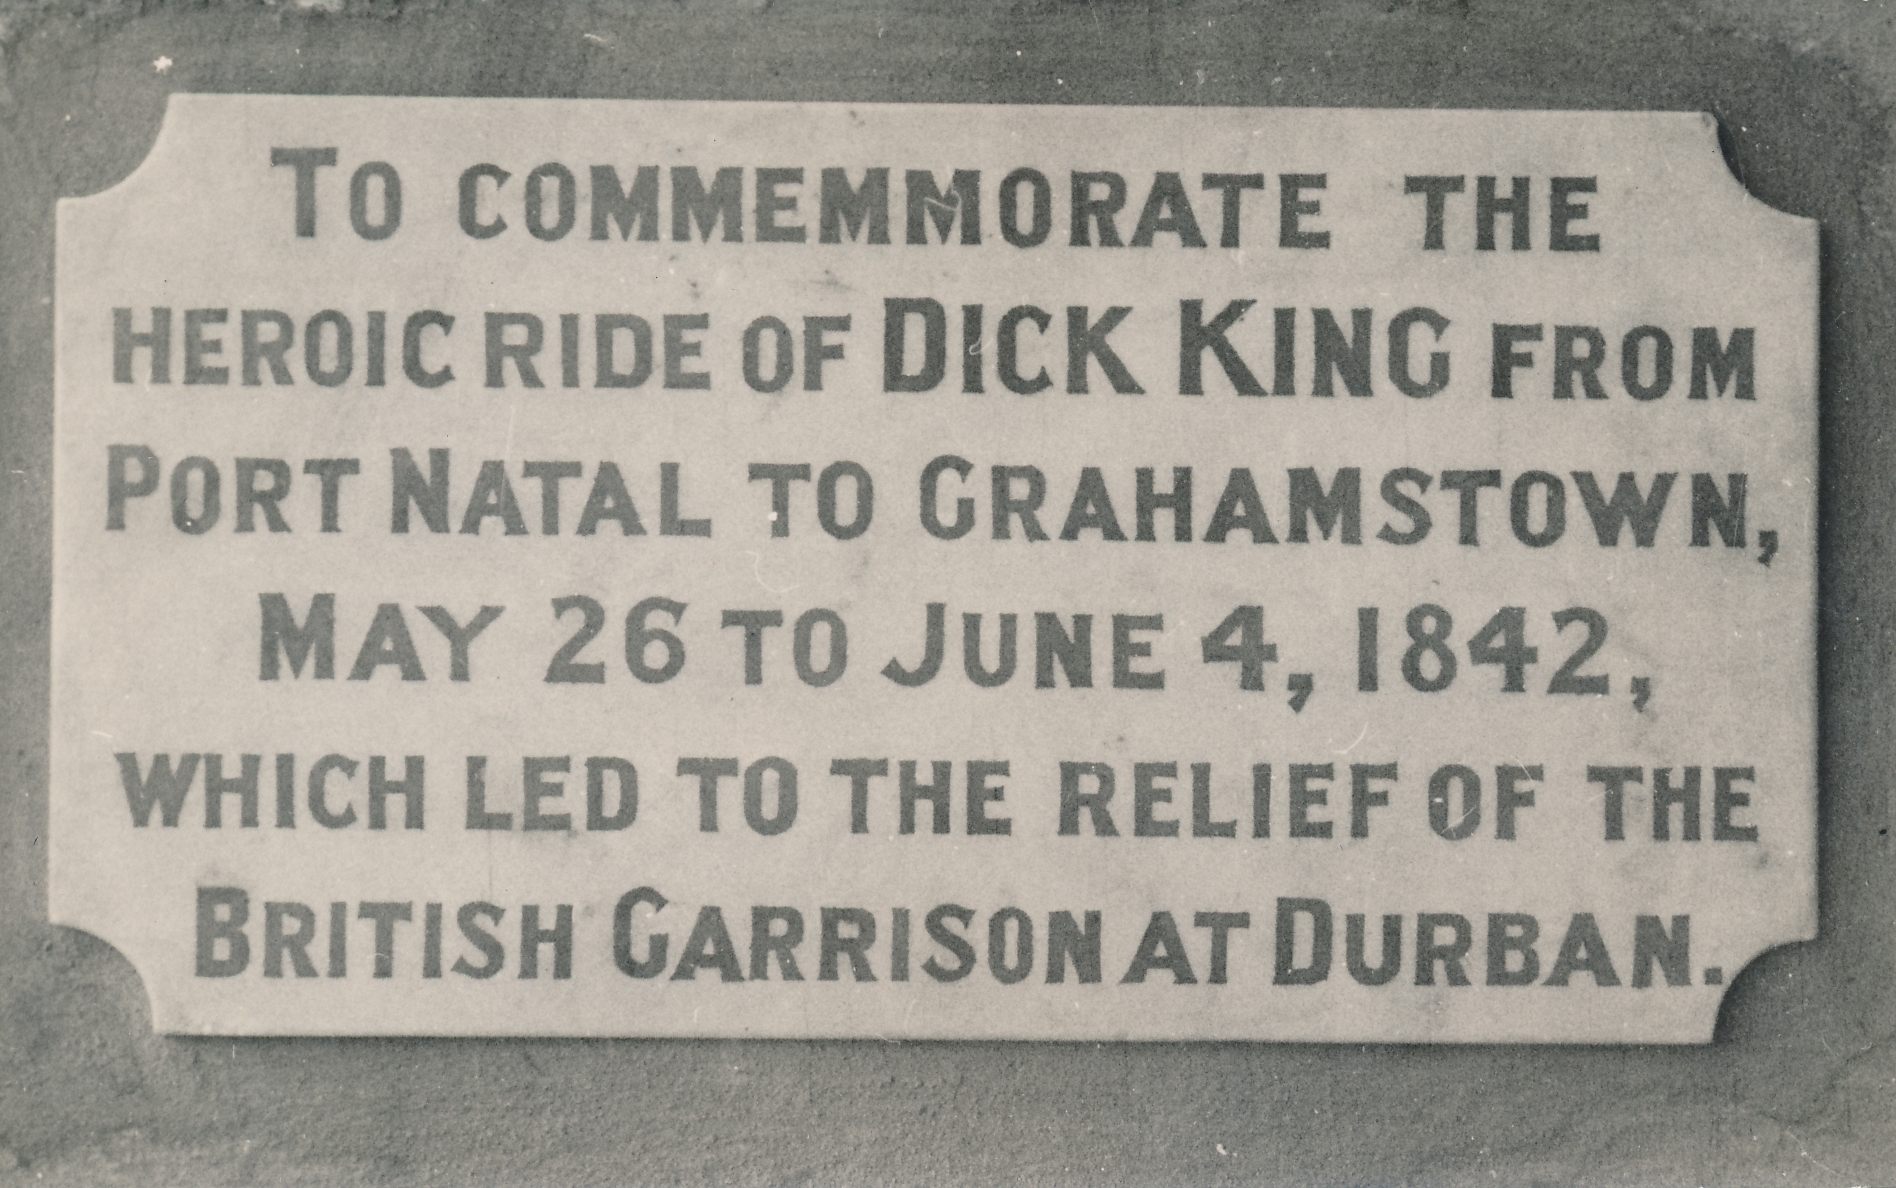 TO COMMEMMORATE THE
HEROIC RIDE OF DICK KING FROM
PORT NATAL TO GRAHAMSTOWN,
MAY 26 TO JUNE 4, 1842,
WHICH LED TO THE RELIEF OF THE
BRITISH GARRISON AT DURBAN.